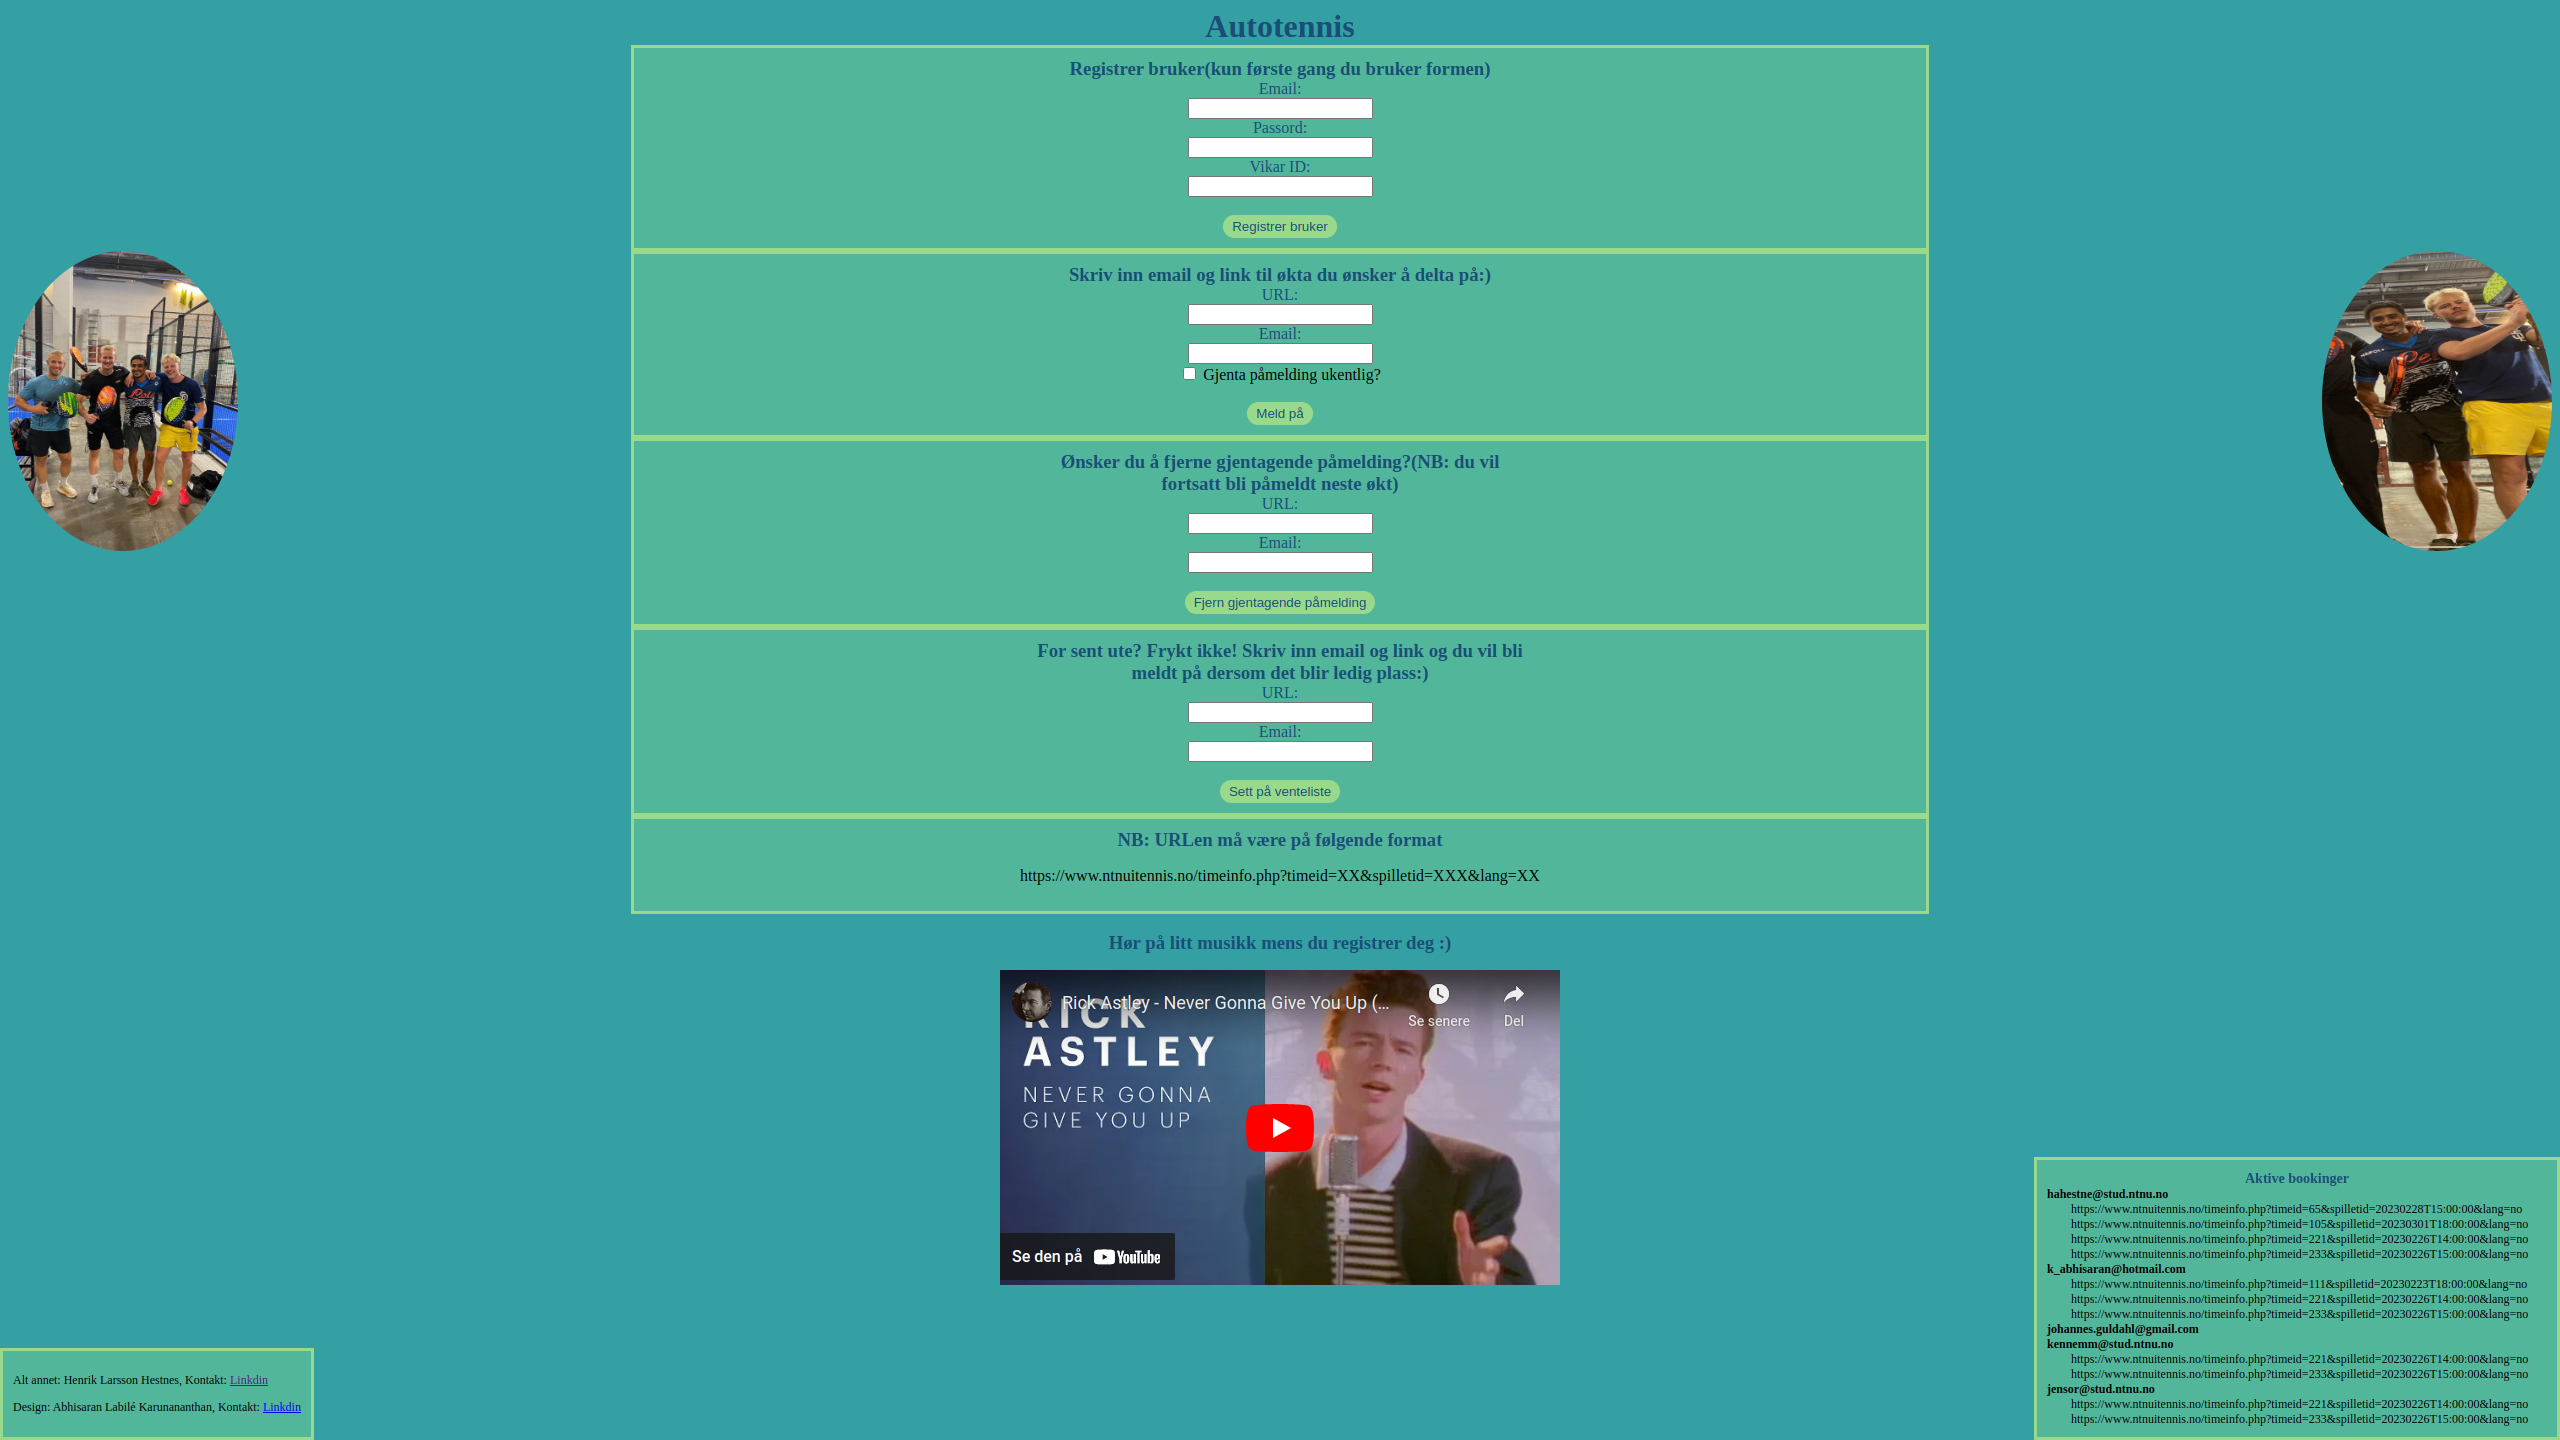 Autotennis
Registrer bruker(kun første gang du bruker formen)
Email:
Passord:
Vikar ID:
Registrer bruker
Skriv inn email og link til økta du ønsker å delta på:)
URL:
Email:
Gjenta påmelding ukentlig?
Meld på
Ønsker du å fjerne gjentagende påmelding?(NB: du vil
fortsatt bli påmeldt neste økt)
URL:
Email:
Fjern gjentagende påmelding
For sent ute? Frykt ikke! Skriv inn email og link og du vil bli
meldt på dersom det blir ledig plass:)
URL:
Email:
Sett på venteliste
NB: URLen må være på følgende format
https://www.ntnuitennis.no/timeinfo.php?timeid=XX&spilletid=XXX&lang=XX
Hør på litt musikk mens du registrer deg :)
Rick Astley - Never Gonna Give You Up (...
Se senere
Del
RICK
ASTLEY
NEVER GONNA
GIVE YOU UP
Se den på YouTube
Alt annet: Henrik Larsson Hestnes, Kontakt: Linkdin
Design: Abhisaran Labilé Karunananthan, Kontakt: Linkdin
Aktive bookinger
hahestne@stud.ntnu.no
https://www.ntnuitennis.no/timeinfo.php?timeid=65&spilletid=20230228T15:00:00&lang=no
https://www.ntnuitennis.no/timeinfo.php?timeid=105&spilletid=20230301T18:00:00&lang=no
https://www.ntnuitennis.no/timeinfo.php?timeid=221&spilletid=20230226T14:00:00&lang=no
https://www.ntnuitennis.no/timeinfo.php?timeid=233&spilletid=20230226T15:00:00&lang=no
k_abhisaran@hotmail.com
https://www.ntnuitennis.no/timeinfo.php?timeid=111&spilletid=20230223T18:00:00&lang=no
https://www.ntnuitennis.no/timeinfo.php?timeid=221&spilletid=20230226T14:00:00&lang=no
https://www.ntnuitennis.no/timeinfo.php?timeid=233&spilletid=20230226T15:00:00&lang=no
johannes.guldahl@gmail.com
kennemm@stud.ntnu.no
https://www.ntnuitennis.no/timeinfo.php?timeid=221&spilletid=20230226T14:00:00&lang=no
https://www.ntnuitennis.no/timeinfo.php?timeid=233&spilletid=20230226T15:00:00&lang=no
jensor@stud.ntnu.no
https://www.ntnuitennis.no/timeinfo.php?timeid=221&spilletid=20230226T14:00:00&lang=no
https://www.ntnuitennis.no/timeinfo.php?timeid=233&spilletid=20230226T15:00:00&lang=no